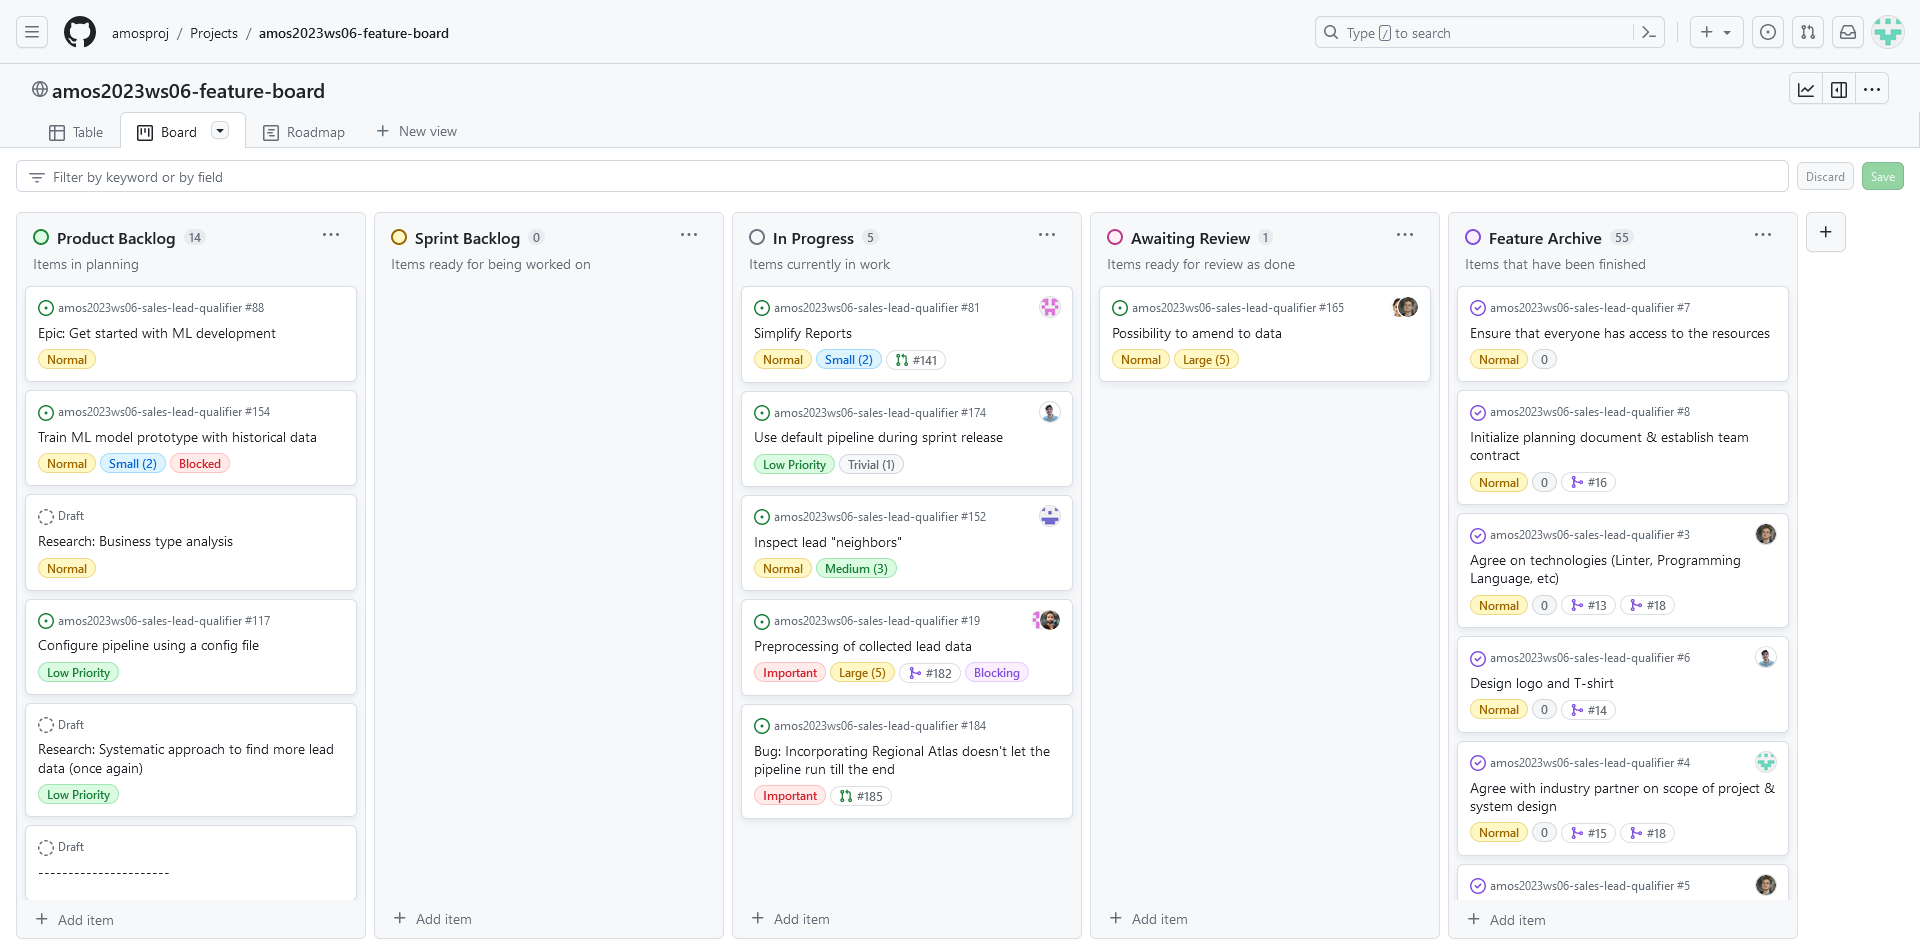 amosproj / Projects / amos2023ws06-feature-board
Type / to search
amos2023ws06-feature-board
Table
Board
Roadmap
New view
Filter by keyword or by field
Discard
Save
Product Backlog 14
Items in planning
amos2023ws06-sales-lead-qualifier #88
Epic: Get started with ML development
Normal
amos2023ws06-sales-lead-qualifier #154
Train ML model prototype with historical data
Normal Small (2) Blocked
Draft
Research: Business type analysis
Normal
amos2023ws06-sales-lead-qualifier #117
Configure pipeline using a config file
Low Priority
Draft
Research: Systematic approach to find more lead
data (once again)
Low Priority
Draft
----------------------
Add item
Sprint Backlog 0
Items ready for being worked on
Add item
In Progress 5
Items currently in work
amos2023ws06-sales-lead-qualifier #81
Simplify Reports
Normal Small (2) #141
amos2023ws06-sales-lead-qualifier #174
Use default pipeline during sprint release
Low Priority Trivial (1)
amos2023ws06-sales-lead-qualifier #152
Inspect lead "neighbors"
Normal Medium (3)
amos2023ws06-sales-lead-qualifier #19
Preprocessing of collected lead data
Important Large (5) #182 Blocking
amos2023ws06-sales-lead-qualifier #184
Bug: Incorporating Regional Atlas doesn't let the
pipeline run till the end
Important #185
Add item
Awaiting Review 1
Items ready for review as done
amos2023ws06-sales-lead-qualifier #165
Possibility to amend to data
Normal Large (5)
Add item
Feature Archive 55
Items that have been finished
amos2023ws06-sales-lead-qualifier #7
Ensure that everyone has access to the resources
Normal 0
amos2023ws06-sales-lead-qualifier #8
Initialize planning document & establish team
contract
Normal 0 #16
amos2023ws06-sales-lead-qualifier #3
Agree on technologies (Linter, Programming
Language, etc)
Normal 0 #13 #18
amos2023ws06-sales-lead-qualifier #6
Design logo and T-shirt
Normal 0 #14
amos2023ws06-sales-lead-qualifier #4
Agree with industry partner on scope of project &
system design
Normal 0 #15 #18
amos2023ws06-sales-lead-qualifier #5
Add item